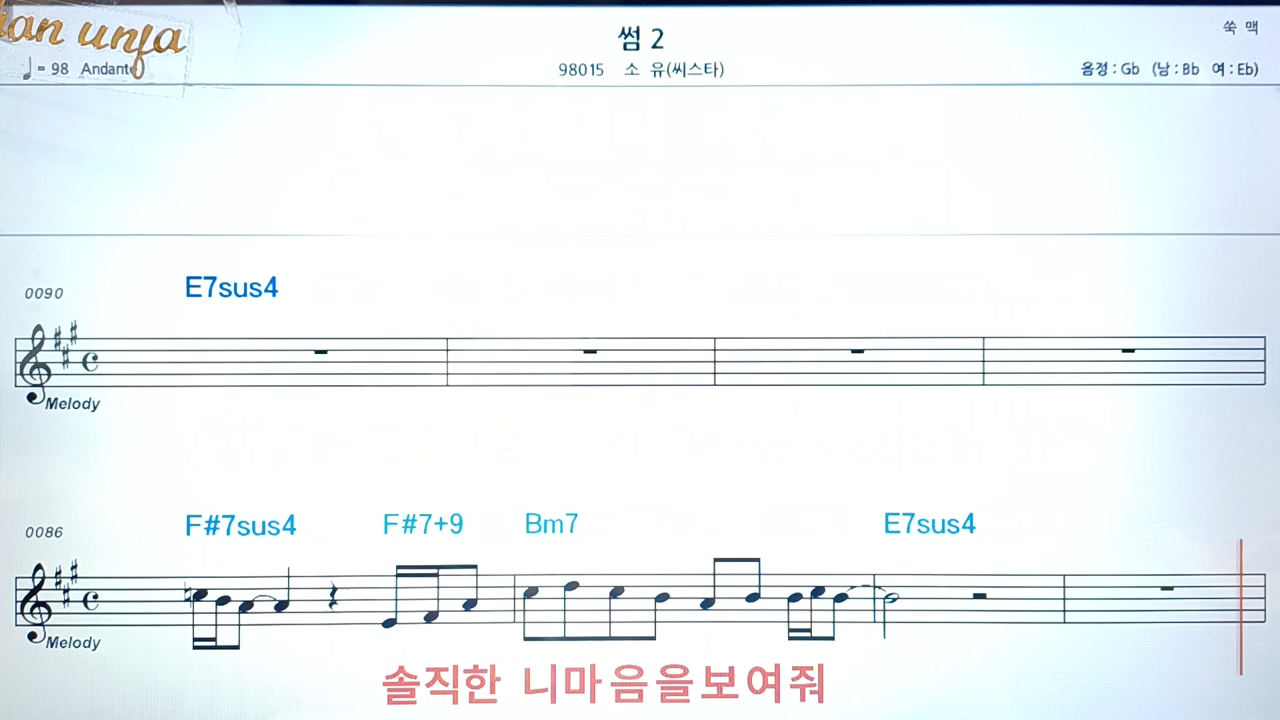 an unja
썸 2
쑥 맥
♩= 98 Andante
98015 소 유(씨스타)
음정 : Gb (남 : Bb 여 : Eb)
0090 E7sus4
Melody
0086 F#7sus4 F#7+9 Bm7 E7sus4
Melody
솔직한 니마음을보여줘